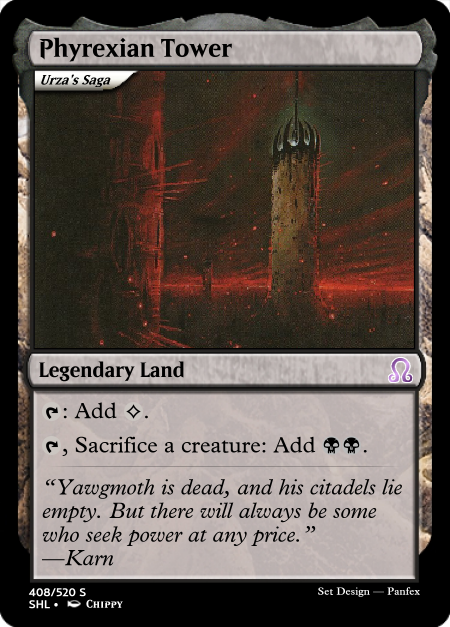 Phyrexian Tower
Urza's Saga
Legendary Land
: Add .
, Sacrifice a creature: Add .
“Yawgmoth is dead, and his citadels lie
empty. But there will always be some
who seek power at any price.”
—Karn
408/520 S
Set Design — Panfex
SHL • Chippy